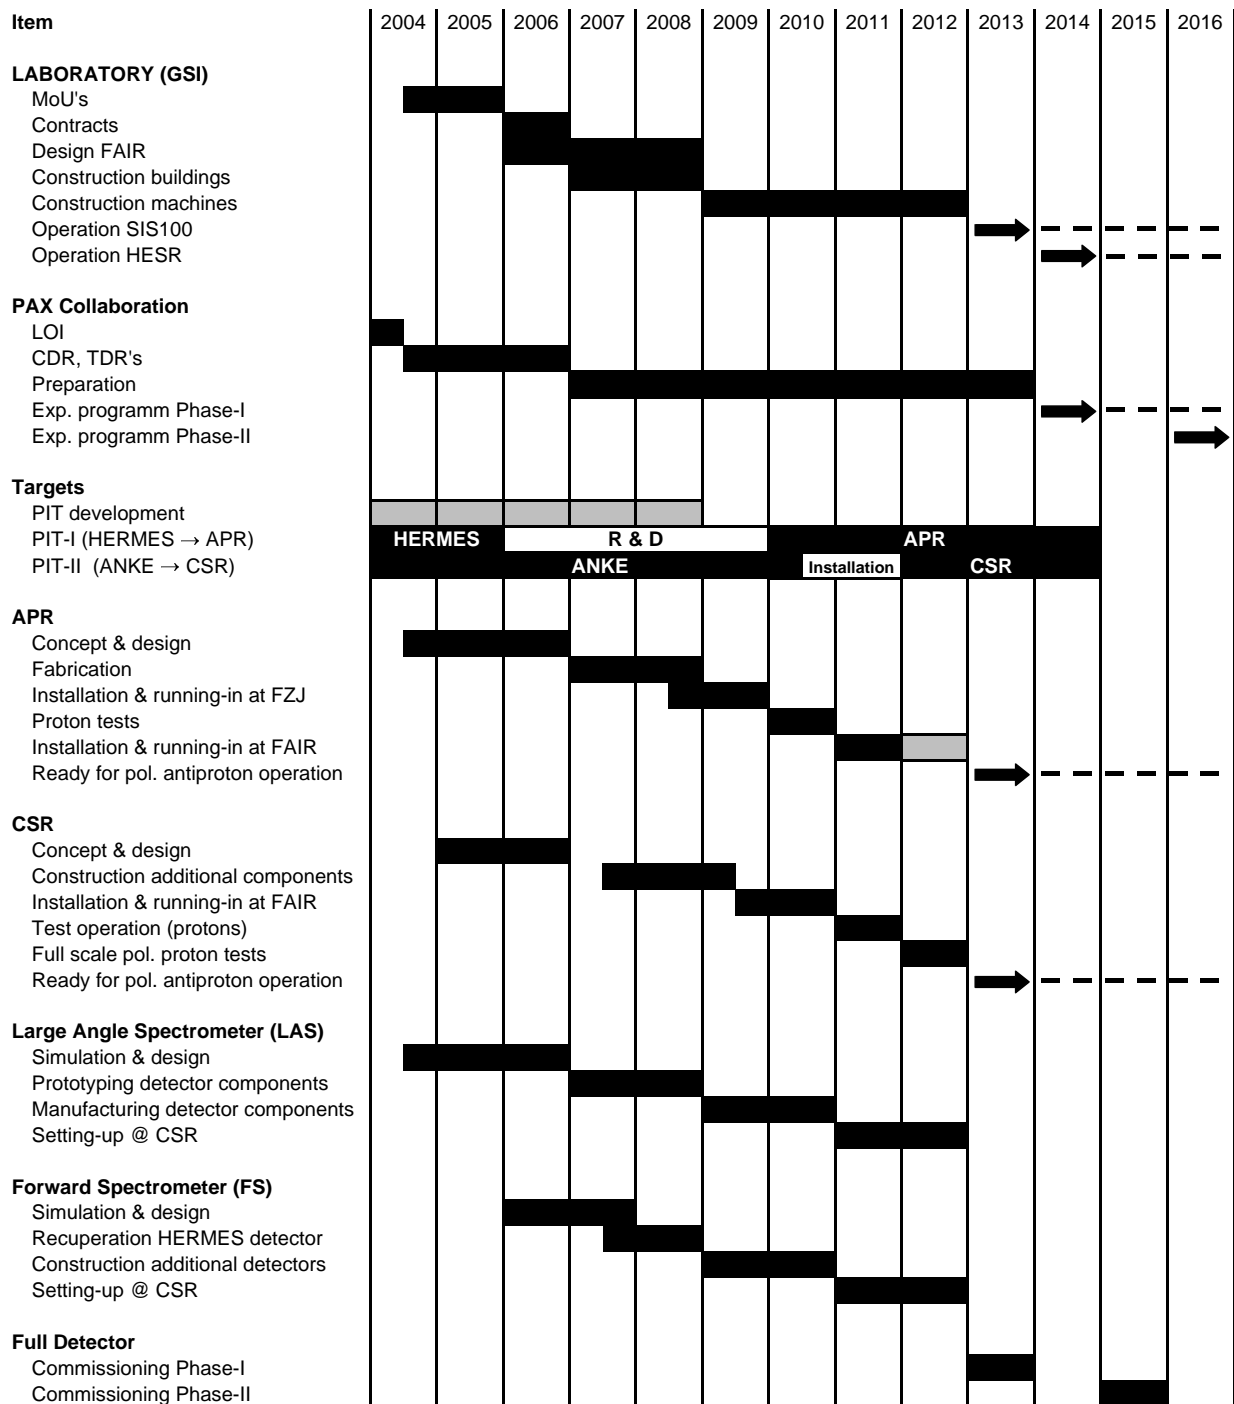 Item 2004 2005 2006 2007 2008 2009 2010 2011 2012 2013 2014 2015 2016
LABORATORY (GSI)
MoU's
Contracts
Design FAIR
Construction buildings
Construction machines
Operation SIS100
Operation HESR
PAX Collaboration
LOI
CDR, TDR's
Preparation
Exp. programm Phase-I
Exp. programm Phase-II
Targets
PIT development
PIT-I (HERMES → APR) HERMES R & D APR
PIT-II (ANKE → CSR) ANKE Installation CSR
APR
Concept & design
Fabrication
Installation & running-in at FZJ
Proton tests
Installation & running-in at FAIR
Ready for pol. antiproton operation
CSR
Concept & design
Construction additional components
Installation & running-in at FAIR
Test operation (protons)
Full scale pol. proton tests
Ready for pol. antiproton operation
Large Angle Spectrometer (LAS)
Simulation & design
Prototyping detector components
Manufacturing detector components
Setting-up @ CSR
Forward Spectrometer (FS)
Simulation & design
Recuperation HERMES detector
Construction additional detectors
Setting-up @ CSR
Full Detector
Commissioning Phase-I
Commissioning Phase-II